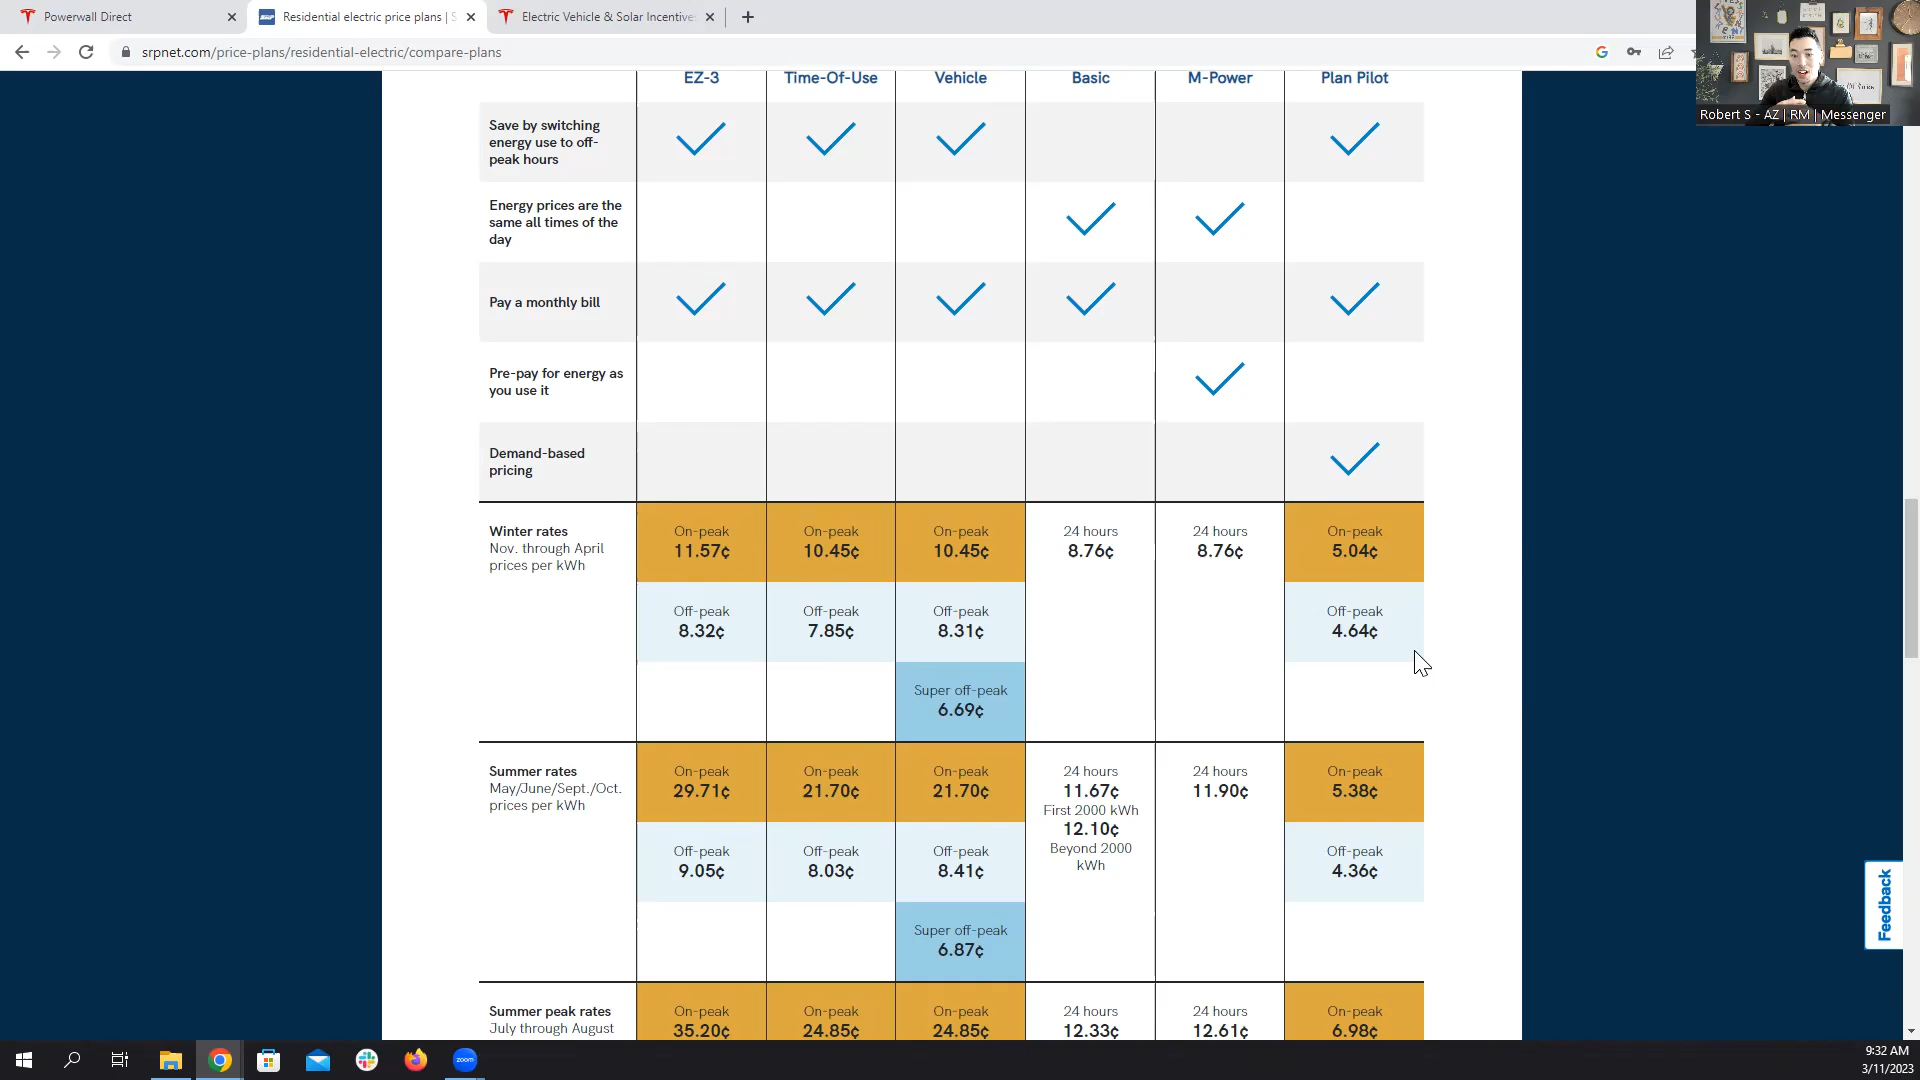 Powerwall Direct
Residential electric price plans | S
Electric Vehicle & Solar Incentive
srpnet.com/price-plans/residential-electric/compare-plans
Robert S - AZ | RM | Messenger
EZ-3 Time-Of-Use Vehicle Basic M-Power Plan Pilot
Save by switching
energy use to off-
peak hours
Energy prices are the
same all times of the
day
Pay a monthly bill
Pre-pay for energy as
you use it
Demand-based
pricing
Winter rates
Nov. through April
prices per kWh
On-peak On-peak On-peak 24 hours 24 hours On-peak
11.57¢ 10.45¢ 10.45¢ 8.76¢ 8.76¢ 5.04¢
Off-peak Off-peak Off-peak Off-peak
8.32¢ 7.85¢ 8.31¢ 4.64¢
Super off-peak
6.69¢
Summer rates
May/June/Sept./Oct.
prices per kWh
On-peak On-peak On-peak 24 hours 24 hours On-peak
29.71¢ 21.70¢ 21.70¢ 11.67¢ 11.90¢ 5.38¢
First 2000 kWh
12.10¢
Beyond 2000
kWh
Off-peak Off-peak Off-peak Off-peak
9.05¢ 8.03¢ 8.41¢ 4.36¢
Super off-peak
6.87¢
Summer peak rates
July through August
On-peak On-peak On-peak 24 hours 24 hours On-peak
35.20¢ 24.85¢ 24.85¢ 12.33¢ 12.61¢ 6.98¢
Feedback
zoom
9:32 AM
3/11/2023